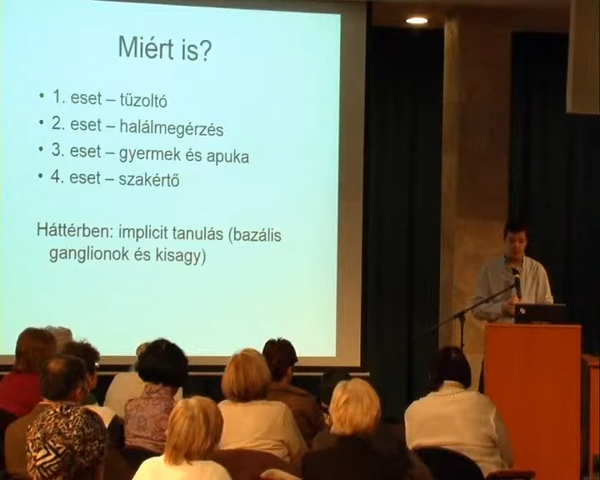 Miért is?
• 1. eset – tűzoltó
• 2. eset – halálmegérzés
• 3. eset – gyermek és apuka
• 4. eset – szakértő
Háttérben: implicit tanulás (bazális
ganglionok és kisagy)